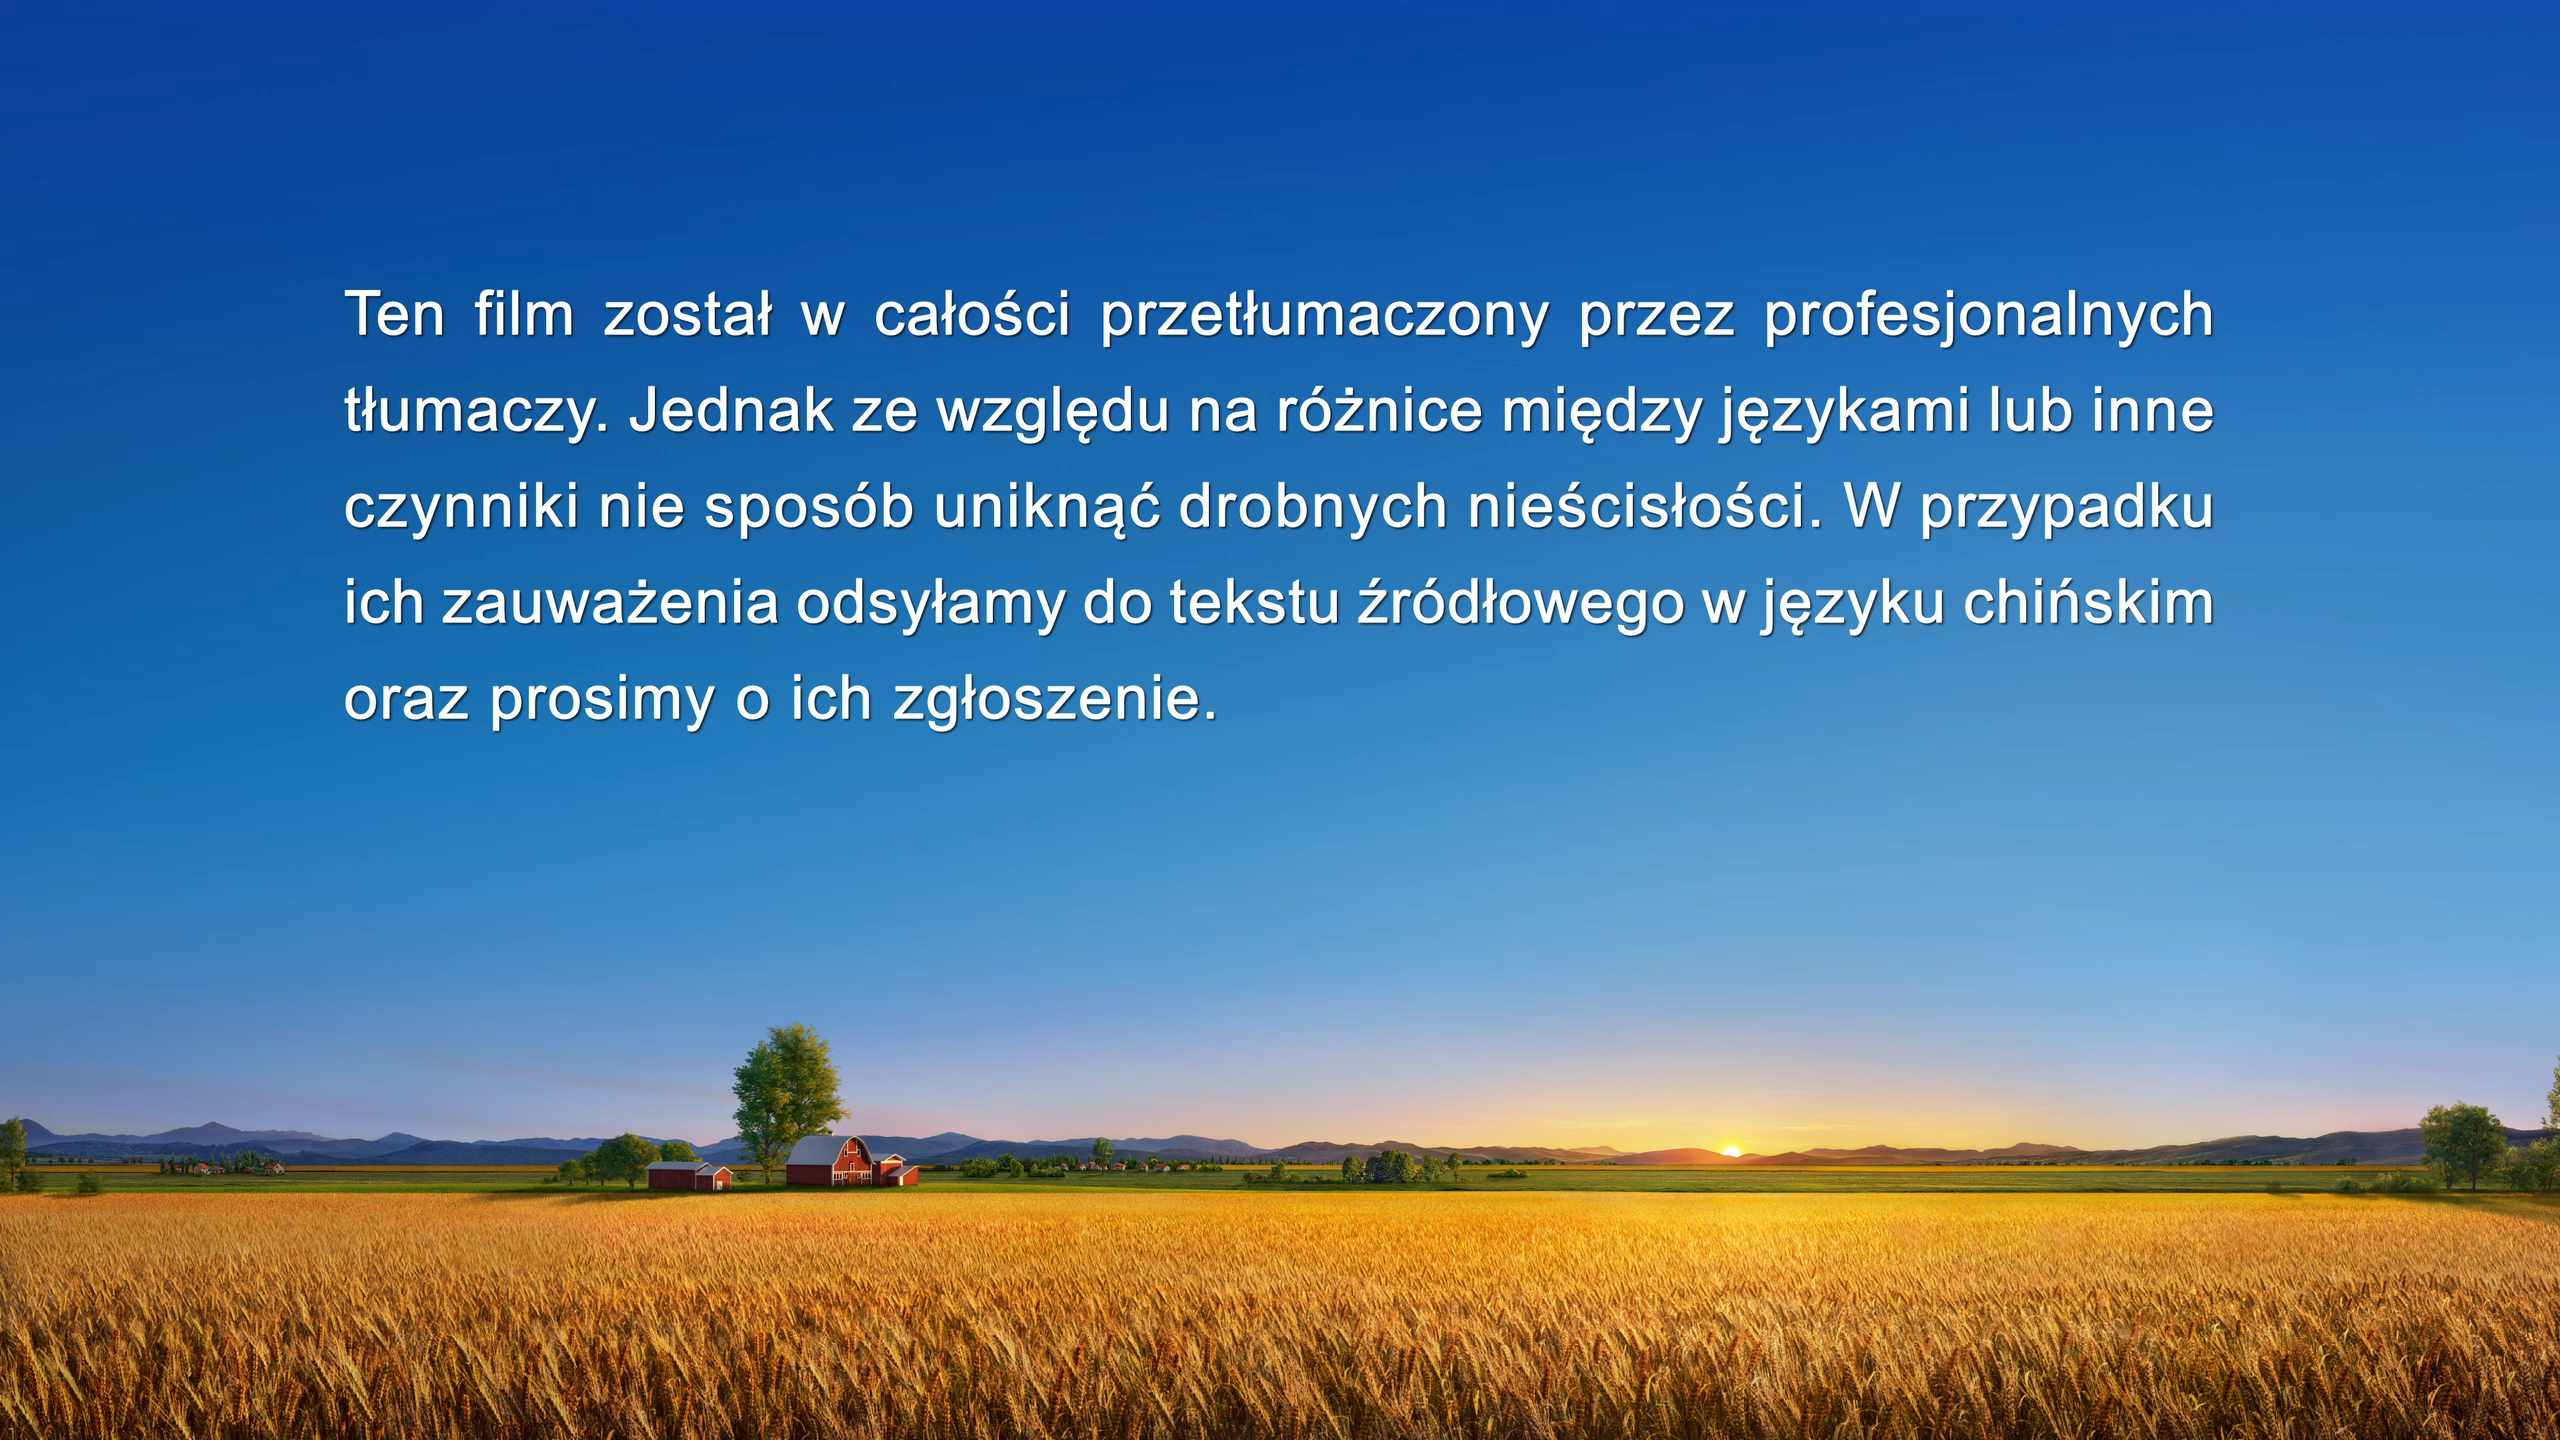 Ten film został w całości przetłumaczony przez profesjonalnych
tłumaczy. Jednak ze względu na różnice między językami lub inne
czynniki nie sposób uniknąć drobnych nieścisłości. W przypadku
ich zauważenia odsyłamy do tekstu źródłowego w języku chińskim
oraz prosimy o ich zgłoszenie.